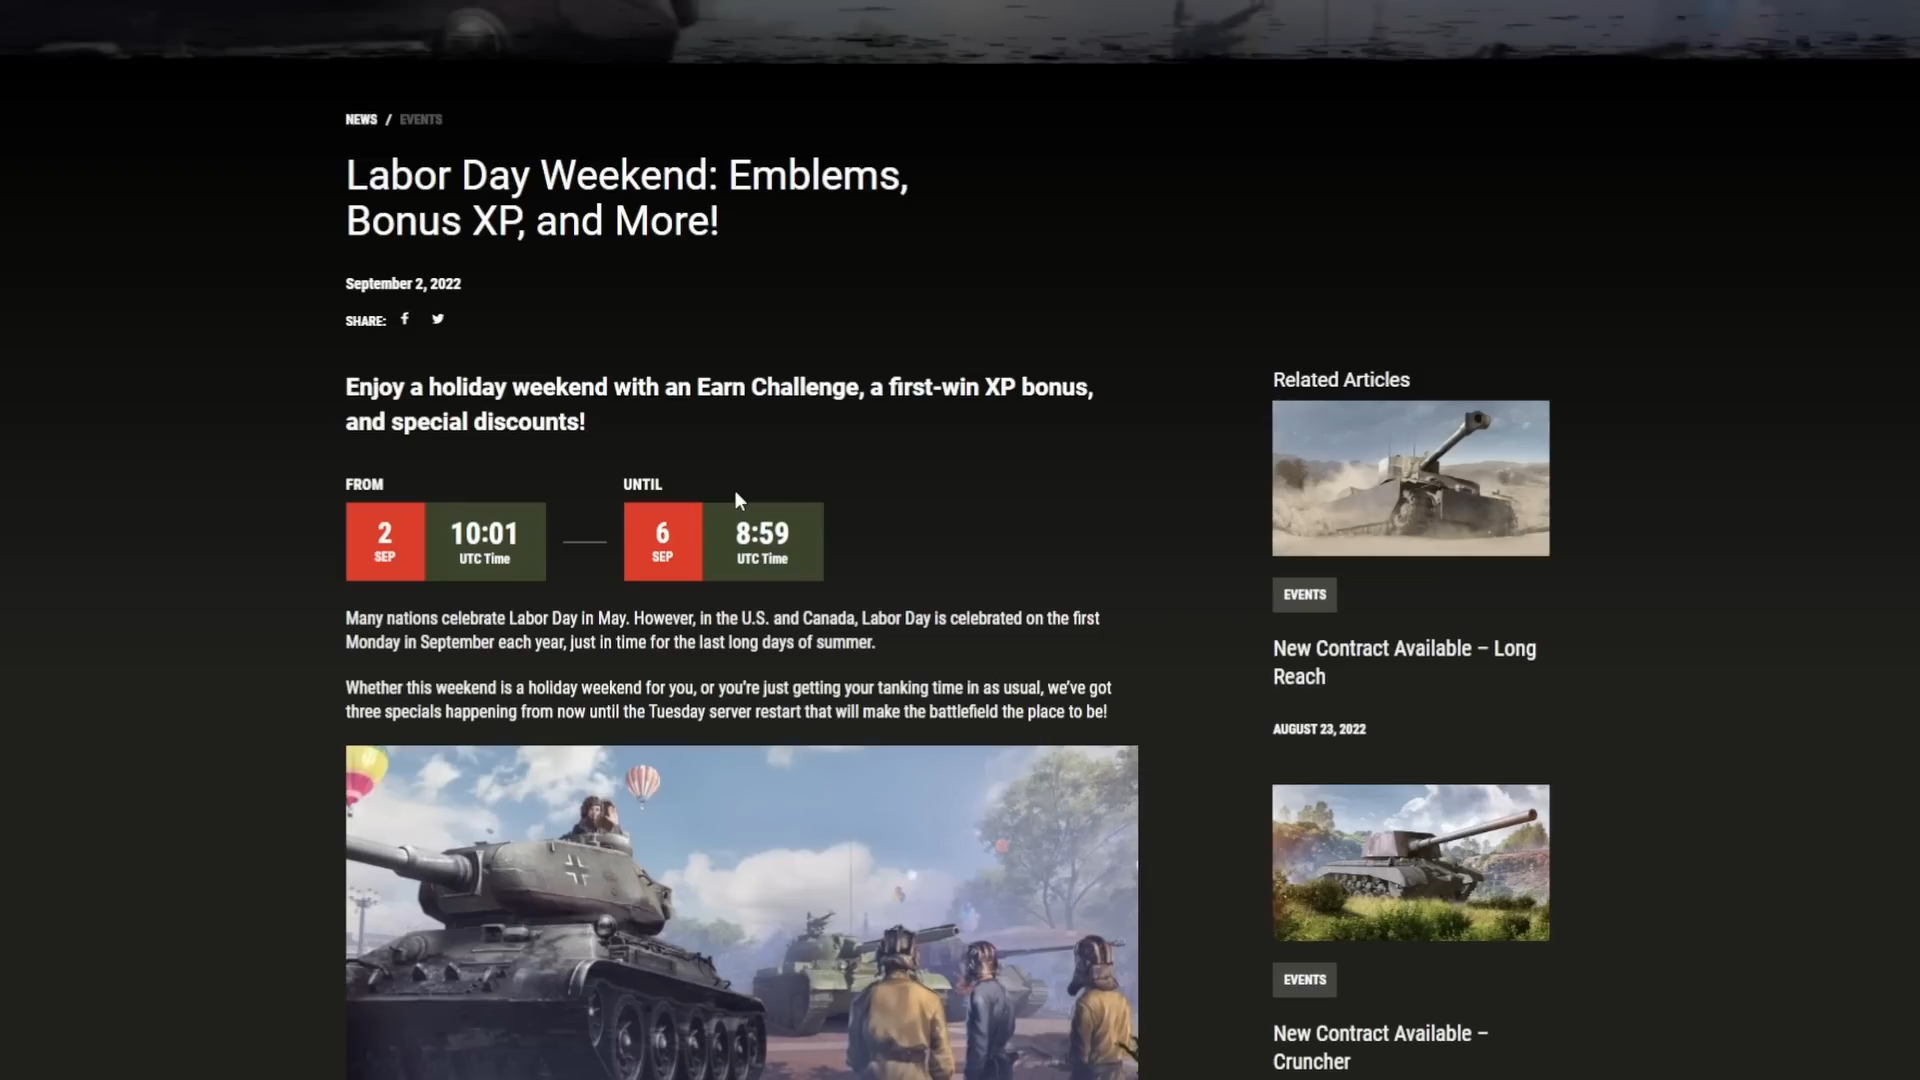 NEWS / EVENTS
Labor Day Weekend: Emblems,
Bonus XP, and More!
September 2, 2022
SHARE:
Enjoy a holiday weekend with an Earn Challenge, a first-win XP bonus,
and special discounts!
FROM
2
SEP
10:01
UTC Time
UNTIL
6
SEP
8:59
UTC Time
Many nations celebrate Labor Day in May. However, in the U.S. and Canada, Labor Day is celebrated on the first
Monday in September each year, just in time for the last long days of summer.
Whether this weekend is a holiday weekend for you, or you're just getting your tanking time in as usual, we've got
three specials happening from now until the Tuesday server restart that will make the battlefield the place to be!
Related Articles
EVENTS
New Contract Available – Long
Reach
AUGUST 23, 2022
EVENTS
New Contract Available –
Cruncher